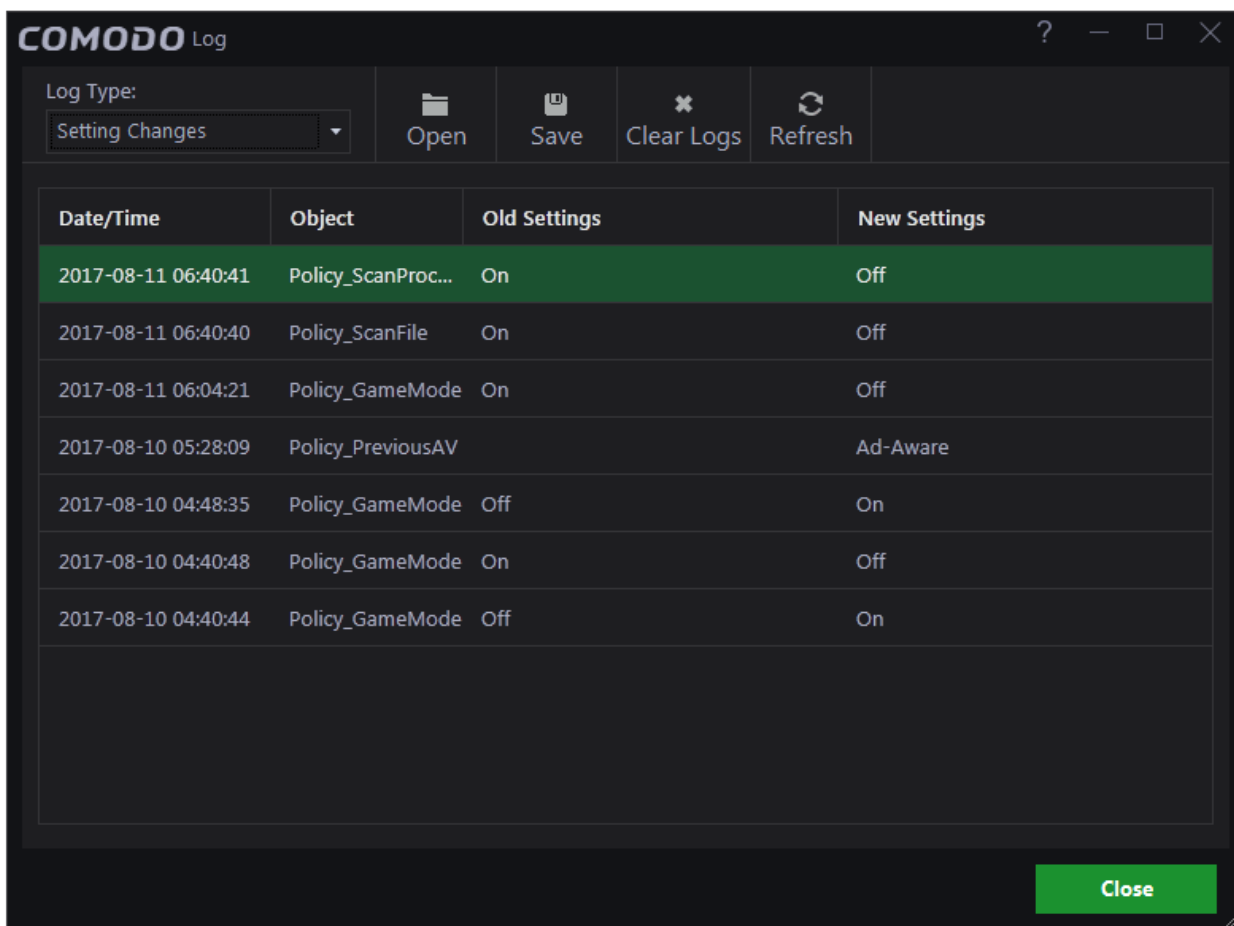 COMODO Log
?
Log Type:
Setting Changes
Open
Save
Clear Logs
Refresh
Date/Time Object Old Settings New Settings
2017-08-11 06:40:41 Policy_ScanProc... On Off
2017-08-11 06:40:40 Policy_ScanFile On Off
2017-08-11 06:04:21 Policy_GameMode On Off
2017-08-10 05:28:09 Policy_PreviousAV Ad-Aware
2017-08-10 04:48:35 Policy_GameMode Off On
2017-08-10 04:40:48 Policy_GameMode On Off
2017-08-10 04:40:44 Policy_GameMode Off On
Close